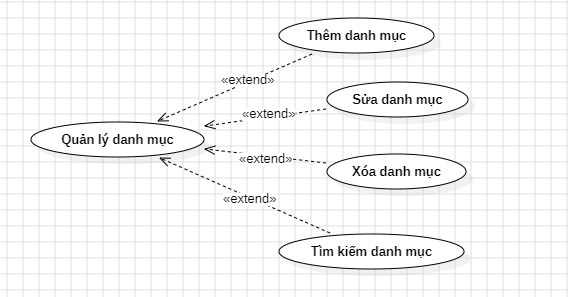 Thêm danh mục
«extend»
Sửa danh mục
«extend»
Quản lý danh mục
«extend»
Xóa danh mục
«extend»
Tìm kiếm danh mục